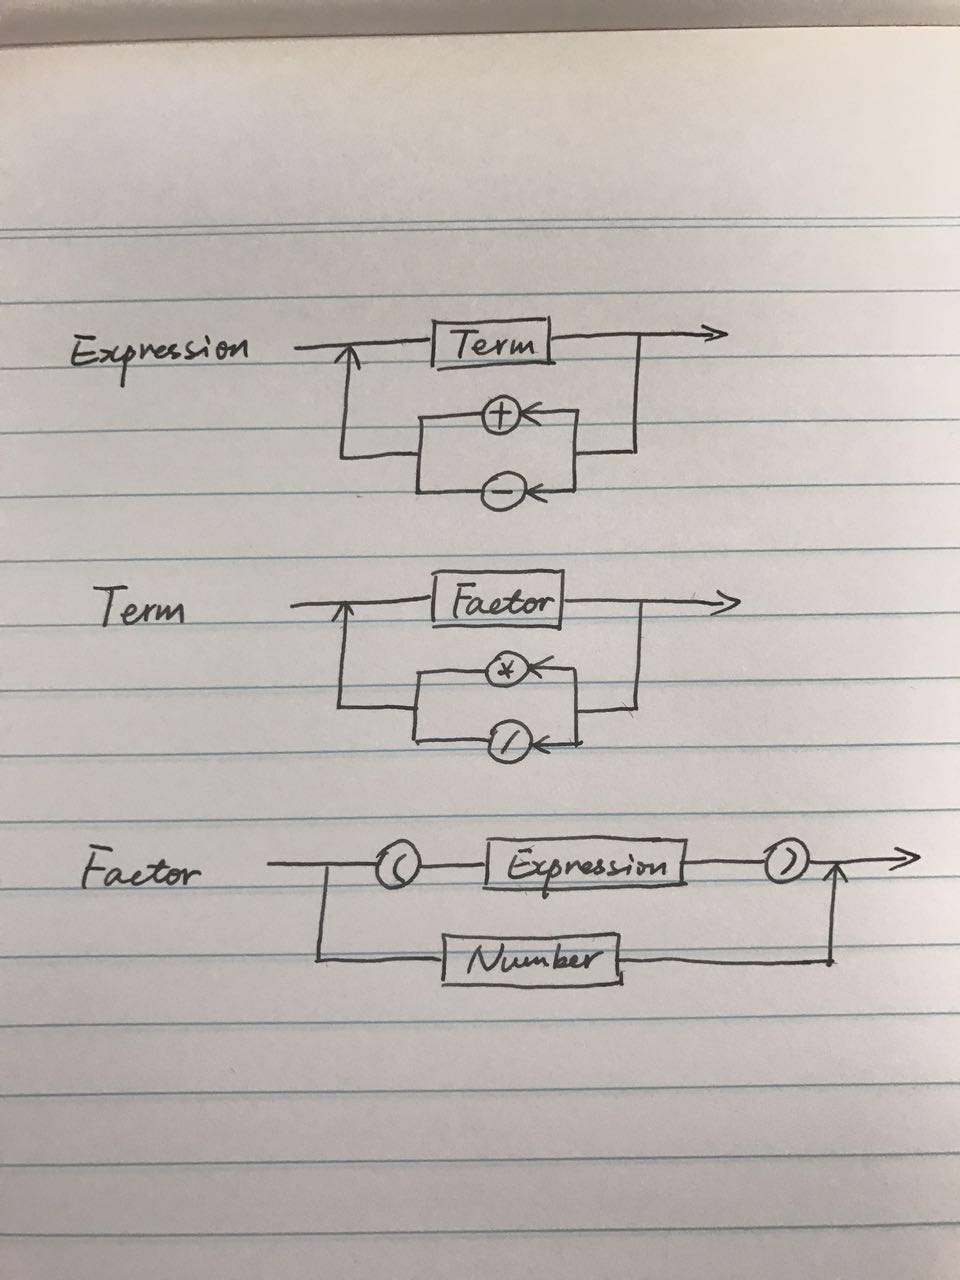 Expression Term
+
-
Term Factor
*
/
Factor ( Expression )
Number